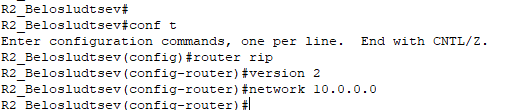 R2_Belosludtsev#
R2_Belosludtsev#conf t
Enter configuration commands, one per line.  End with CNTL/Z.
R2_Belosludtsev(config)#router rip
R2_Belosludtsev(config-router)#version 2
R2_Belosludtsev(config-router)#network 10.0.0.0
R2_Belosludtsev(config-router)#